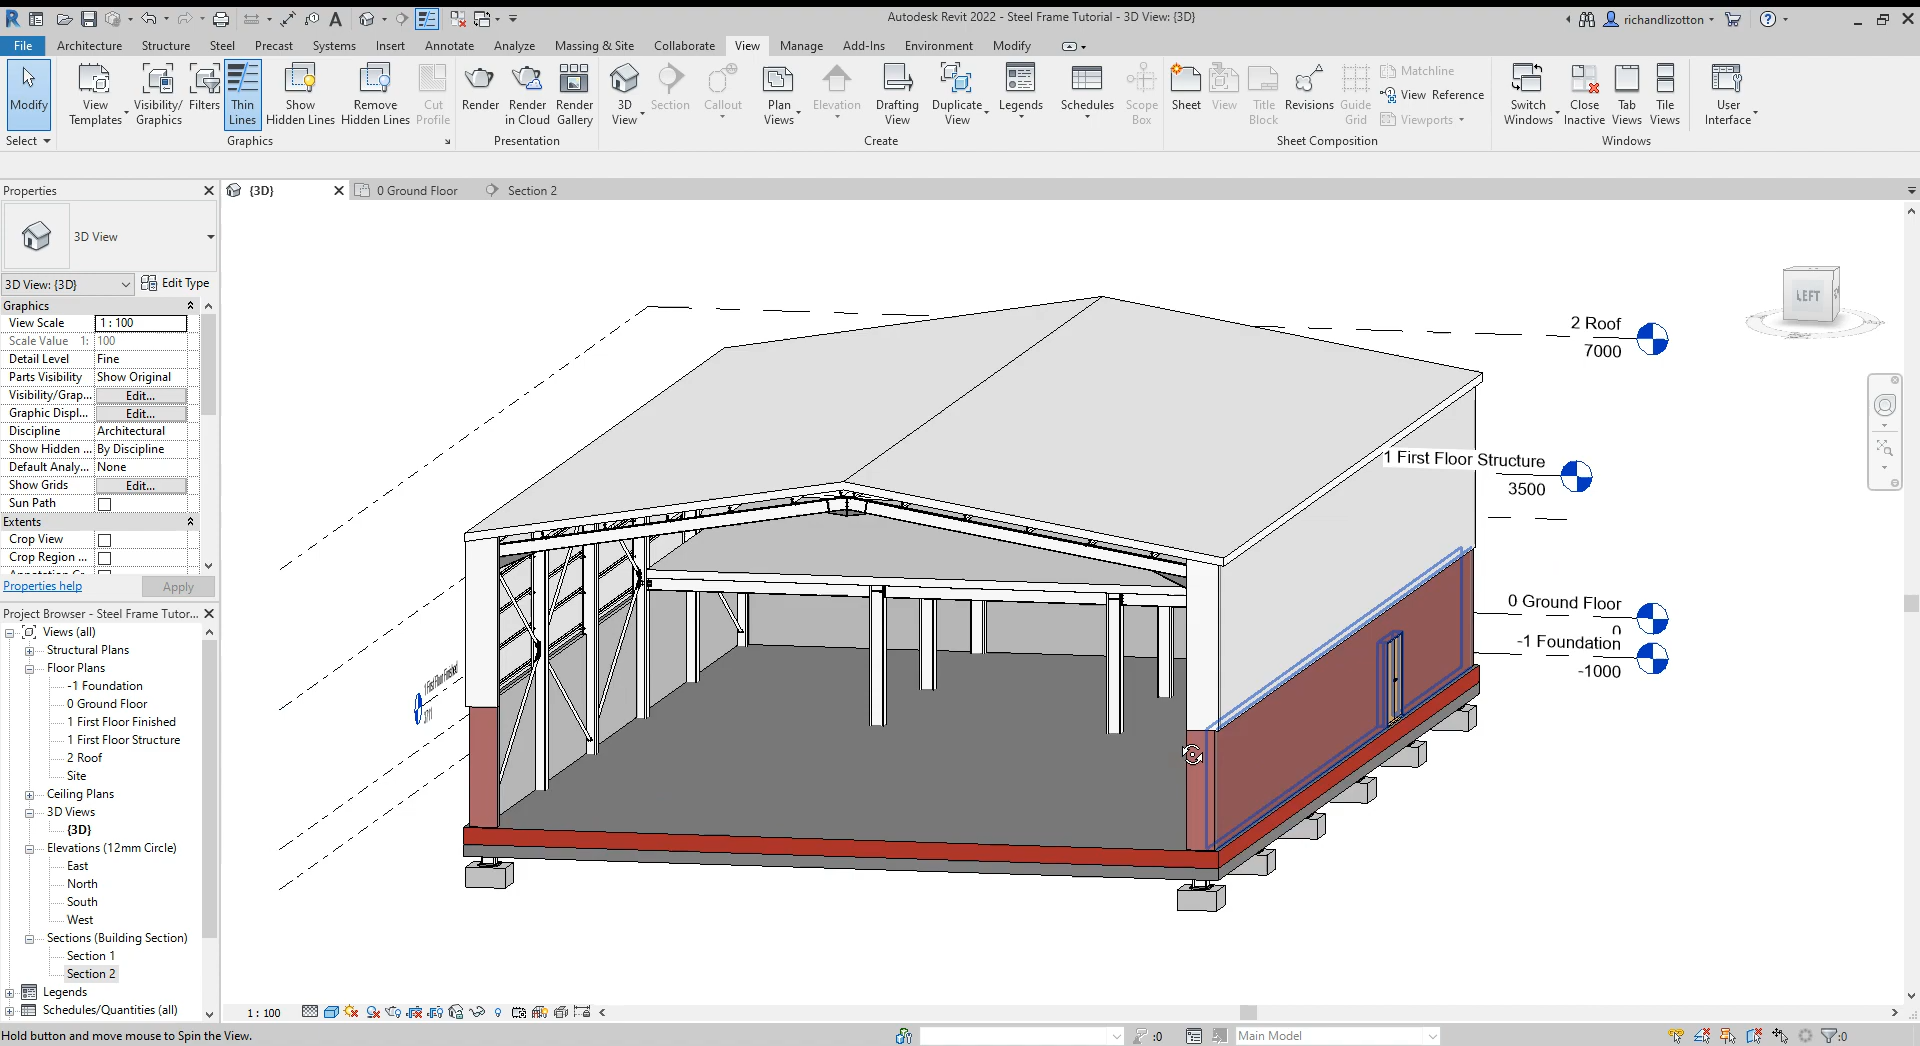 Autodesk Revit 2022 - Steel Frame Tutorial - 3D View: {3D}
richandlizotton
File Architecture Structure Steel Precast Systems Insert Annotate Analyze Massing & Site Collaborate View Manage Add-Ins Environment Modify
Modify
View Templates
Visibility/ Graphics
Filters
Thin Lines
Show Hidden Lines
Remove Hidden Lines
Cut Profile
Render
Render in Cloud
Render Gallery
3D View
Section
Callout
Plan Views
Elevation
Drafting View
Duplicate View
Legends
Schedules
Scope Box
Sheet
View
Title Block
Revisions
Guide Grid
Matchline
View Reference
Viewports
Switch Windows
Close Inactive
Tab Views
Tile Views
User Interface
Select Graphics Presentation Create Sheet Composition Windows
Properties
{3D} 0 Ground Floor Section 2
3D View
3D View: {3D} Edit Type
Graphics
View Scale 1 : 100
Scale Value 1: 100
Detail Level Fine
Parts Visibility Show Original
Visibility/Grap... Edit...
Graphic Displ... Edit...
Discipline Architectural
Show Hidden ... By Discipline
Default Analy... None
Show Grids Edit...
Sun Path
Extents
Crop View
Crop Region ...
Properties help Apply
Project Browser - Steel Frame Tutor...
Views (all)
Structural Plans
Floor Plans
-1 Foundation
0 Ground Floor
1 First Floor Finished
1 First Floor Structure
2 Roof
Site
Ceiling Plans
3D Views
{3D}
Elevations (12mm Circle)
East
North
South
West
Sections (Building Section)
Section 1
Section 2
Legends
Schedules/Quantities (all)
LEFT
2 Roof
7000
1 First Floor Structure
3500
0 Ground Floor
0
-1 Foundation
-1000
1 First Floor Finished
3711
1 : 100
Hold button and move mouse to Spin the View.
:0
Main Model
:0